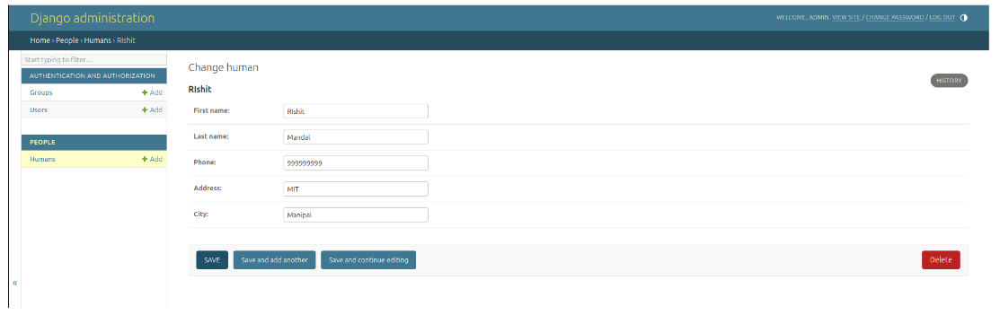 Django administration
WELCOME, ADMIN. VIEW SITE / CHANGE PASSWORD / LOG OUT
Home › People › Humans › RIshit
Start typing to filter...
AUTHENTICATION AND AUTHORIZATION
Groups + Add
Users + Add
PEOPLE
Humans + Add
«
Change human
HISTORY
RIshit
First name: RIshit
Last name: Mandal
Phone: 999999999
Address: MIT
City: Manipal
SAVE Save and add another Save and continue editing Delete